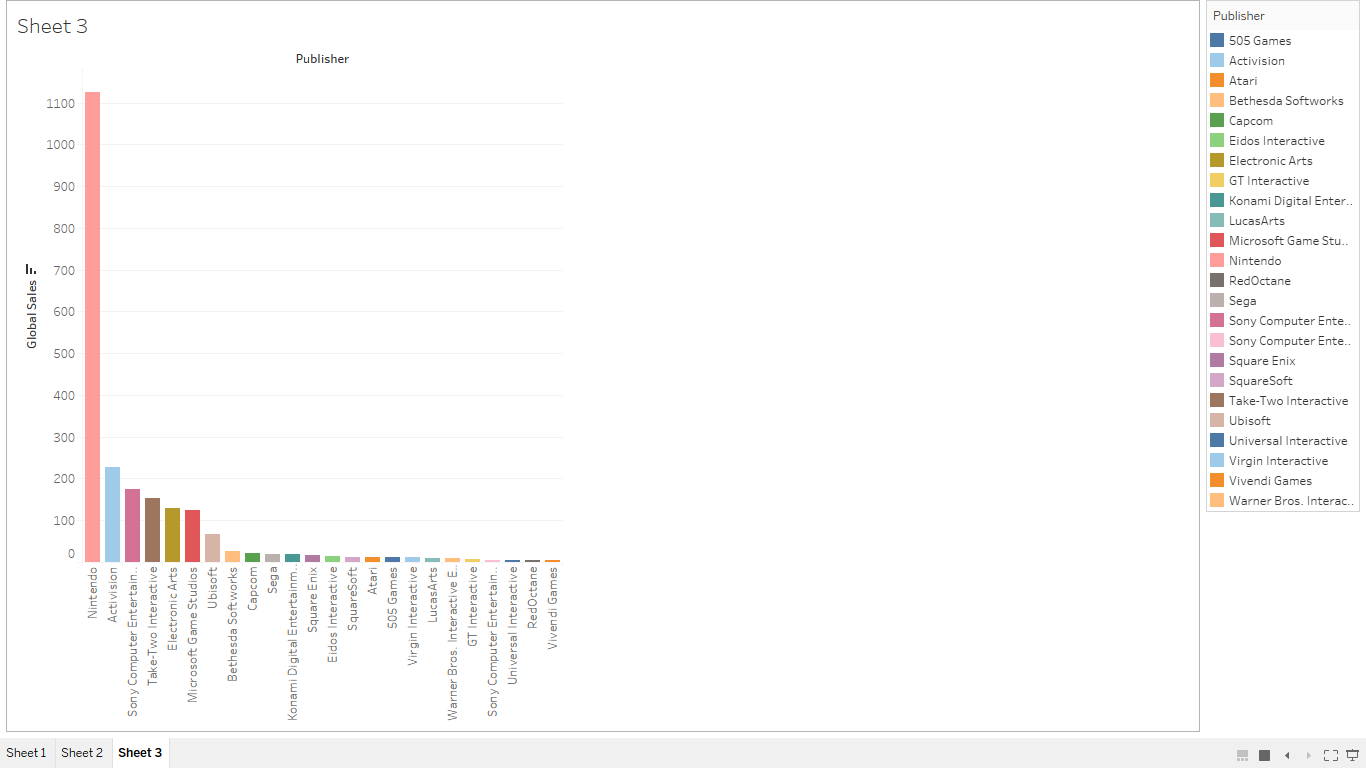 Sheet 3
Publisher
1100
1000
900
800
700
600
500
400
300
200
100
0
Global Sales
Nintendo
Activision
Sony Computer Entertain..
Take-Two Interactive
Electronic Arts
Microsoft Game Studios
Ubisoft
Bethesda Softworks
Capcom
Sega
Konami Digital Entertainm..
Square Enix
Eidos Interactive
SquareSoft
Atari
505 Games
Virgin Interactive
LucasArts
Warner Bros. Interactive E..
GT Interactive
Sony Computer Entertain..
Universal Interactive
RedOctane
Vivendi Games
Publisher
505 Games
Activision
Atari
Bethesda Softworks
Capcom
Eidos Interactive
Electronic Arts
GT Interactive
Konami Digital Enter..
LucasArts
Microsoft Game Stu..
Nintendo
RedOctane
Sega
Sony Computer Ente..
Sony Computer Ente..
Square Enix
SquareSoft
Take-Two Interactive
Ubisoft
Universal Interactive
Virgin Interactive
Vivendi Games
Warner Bros. Interac..
Sheet 1 Sheet 2 Sheet 3